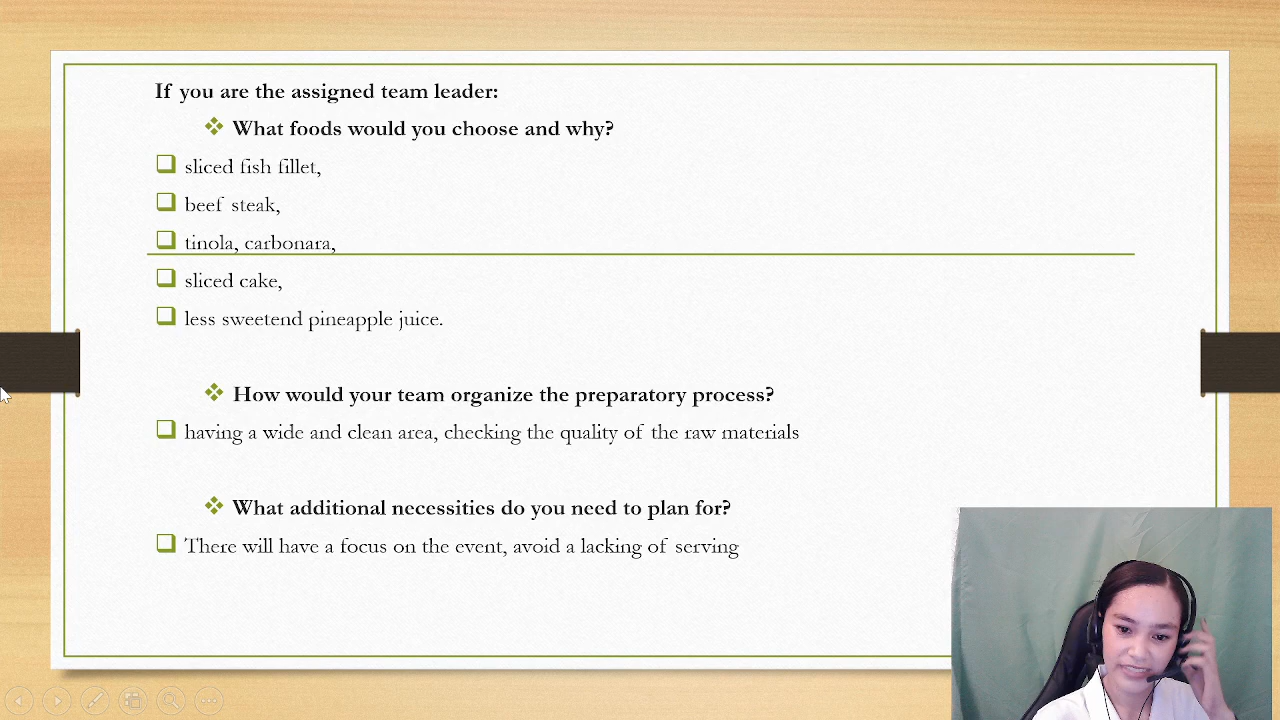 If you are the assigned team leader:
What foods would you choose and why?
sliced fish fillet,
beef steak,
tinola, carbonara,
sliced cake,
less sweetend pineapple juice.
How would your team organize the preparatory process?
having a wide and clean area, checking the quality of the raw materials
What additional necessities do you need to plan for?
There will have a focus on the event, avoid a lacking of serving